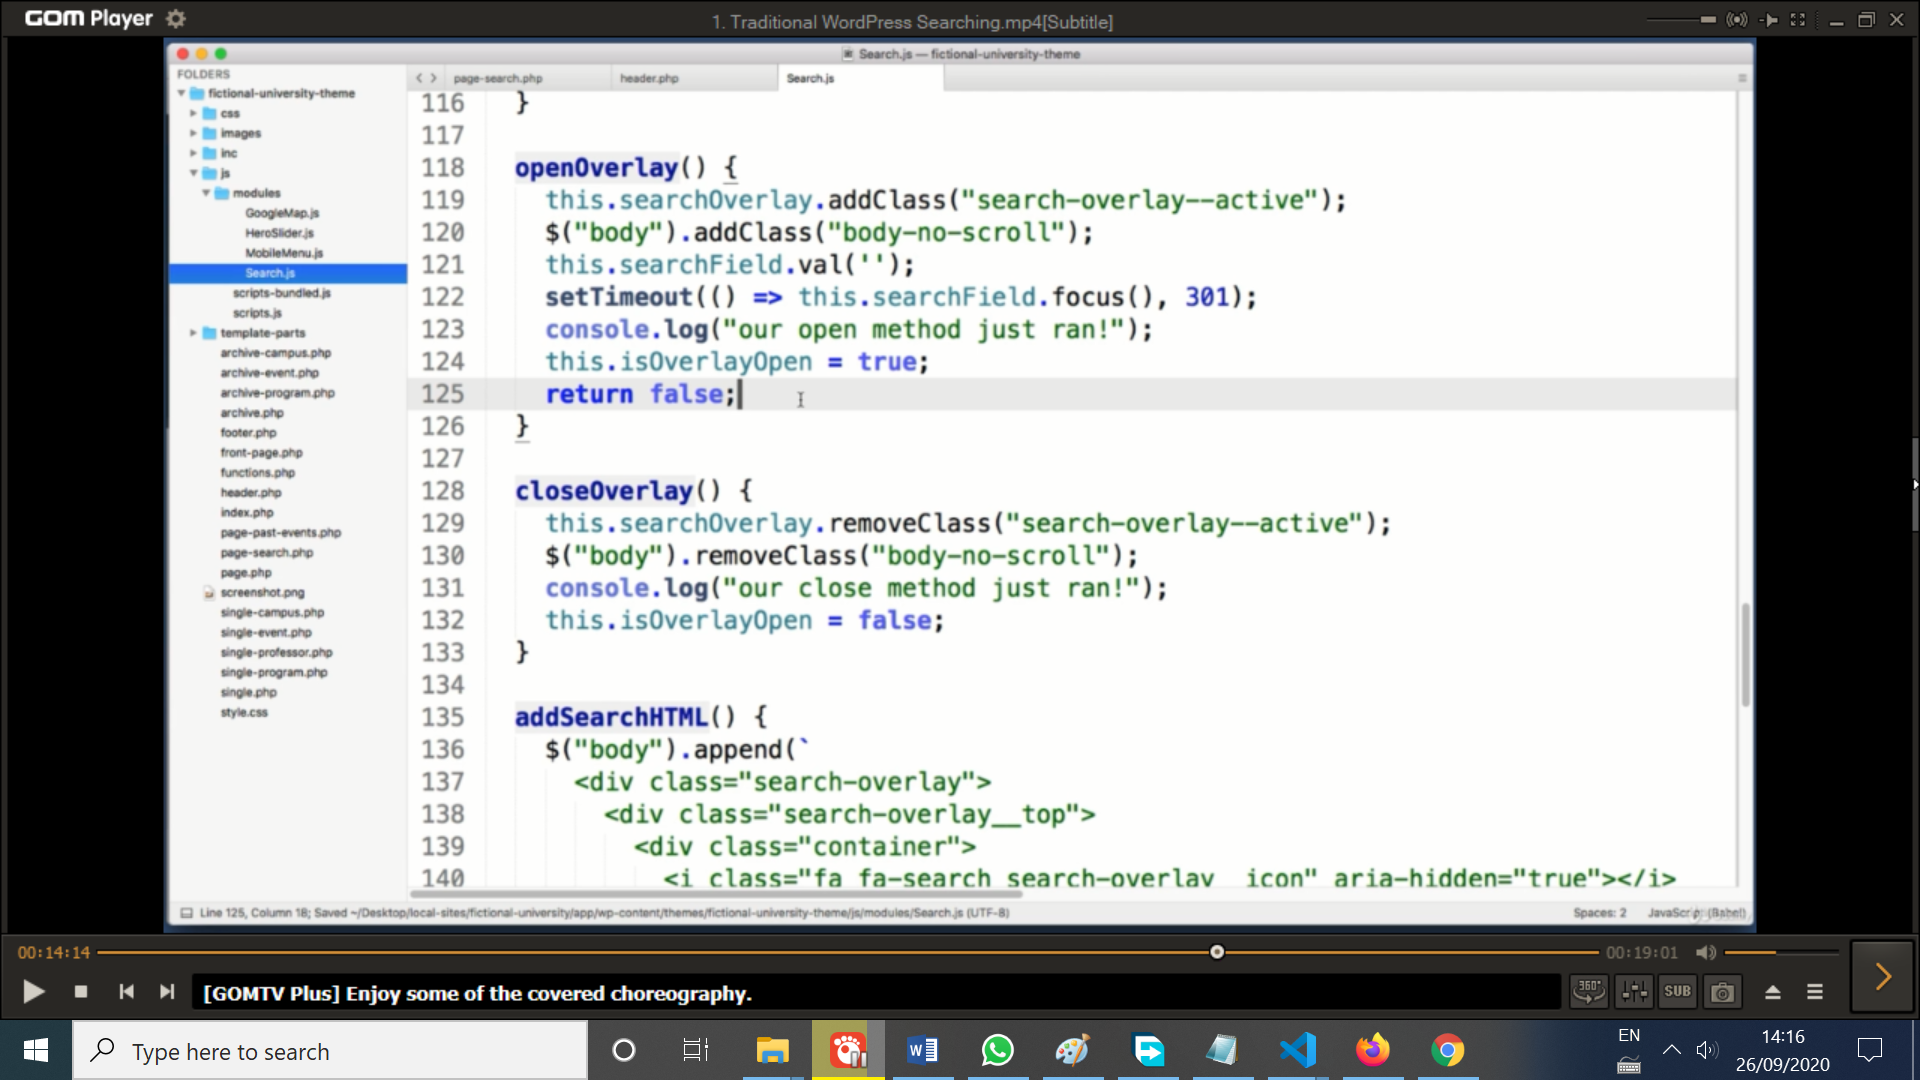 GOM Player
1. Traditional WordPress Searching.mp4[Subtitle]
Search.js — fictional-university-theme
FOLDERS
fictional-university-theme
css
images
inc
js
modules
GoogleMap.js
HeroSlider.js
MobileMenu.js
Search.js
scripts-bundled.js
scripts.js
template-parts
archive-campus.php
archive-event.php
archive-program.php
archive.php
footer.php
front-page.php
functions.php
header.php
index.php
page-past-events.php
page-search.php
page.php
screenshot.png
single-campus.php
single-event.php
single-professor.php
single-program.php
single.php
style.css
page-search.php header.php Search.js
116 }
117
118 openOverlay() {
119 this.searchOverlay.addClass("search-overlay--active");
120 $("body").addClass("body-no-scroll");
121 this.searchField.val('');
122 setTimeout(() => this.searchField.focus(), 301);
123 console.log("our open method just ran!");
124 this.isOverlayOpen = true;
125 return false;
126 }
127
128 closeOverlay() {
129 this.searchOverlay.removeClass("search-overlay--active");
130 $("body").removeClass("body-no-scroll");
131 console.log("our close method just ran!");
132 this.isOverlayOpen = false;
133 }
134
135 addSearchHTML() {
136 $("body").append(`
137 <div class="search-overlay">
138 <div class="search-overlay__top">
139 <div class="container">
140 <i class="fa fa-search search-overlay__icon" aria-hidden="true"></i>
Line 125, Column 18; Saved ~/Desktop/local-sites/fictional-university/app/wp-content/themes/fictional-university-theme/js/modules/Search.js (UTF-8)
Spaces: 2 JavaScript (Babel)
00:14:14
00:19:01
[GOMTV Plus] Enjoy some of the covered choreography.
360°
SUB
Type here to search
EN
14:16
26/09/2020